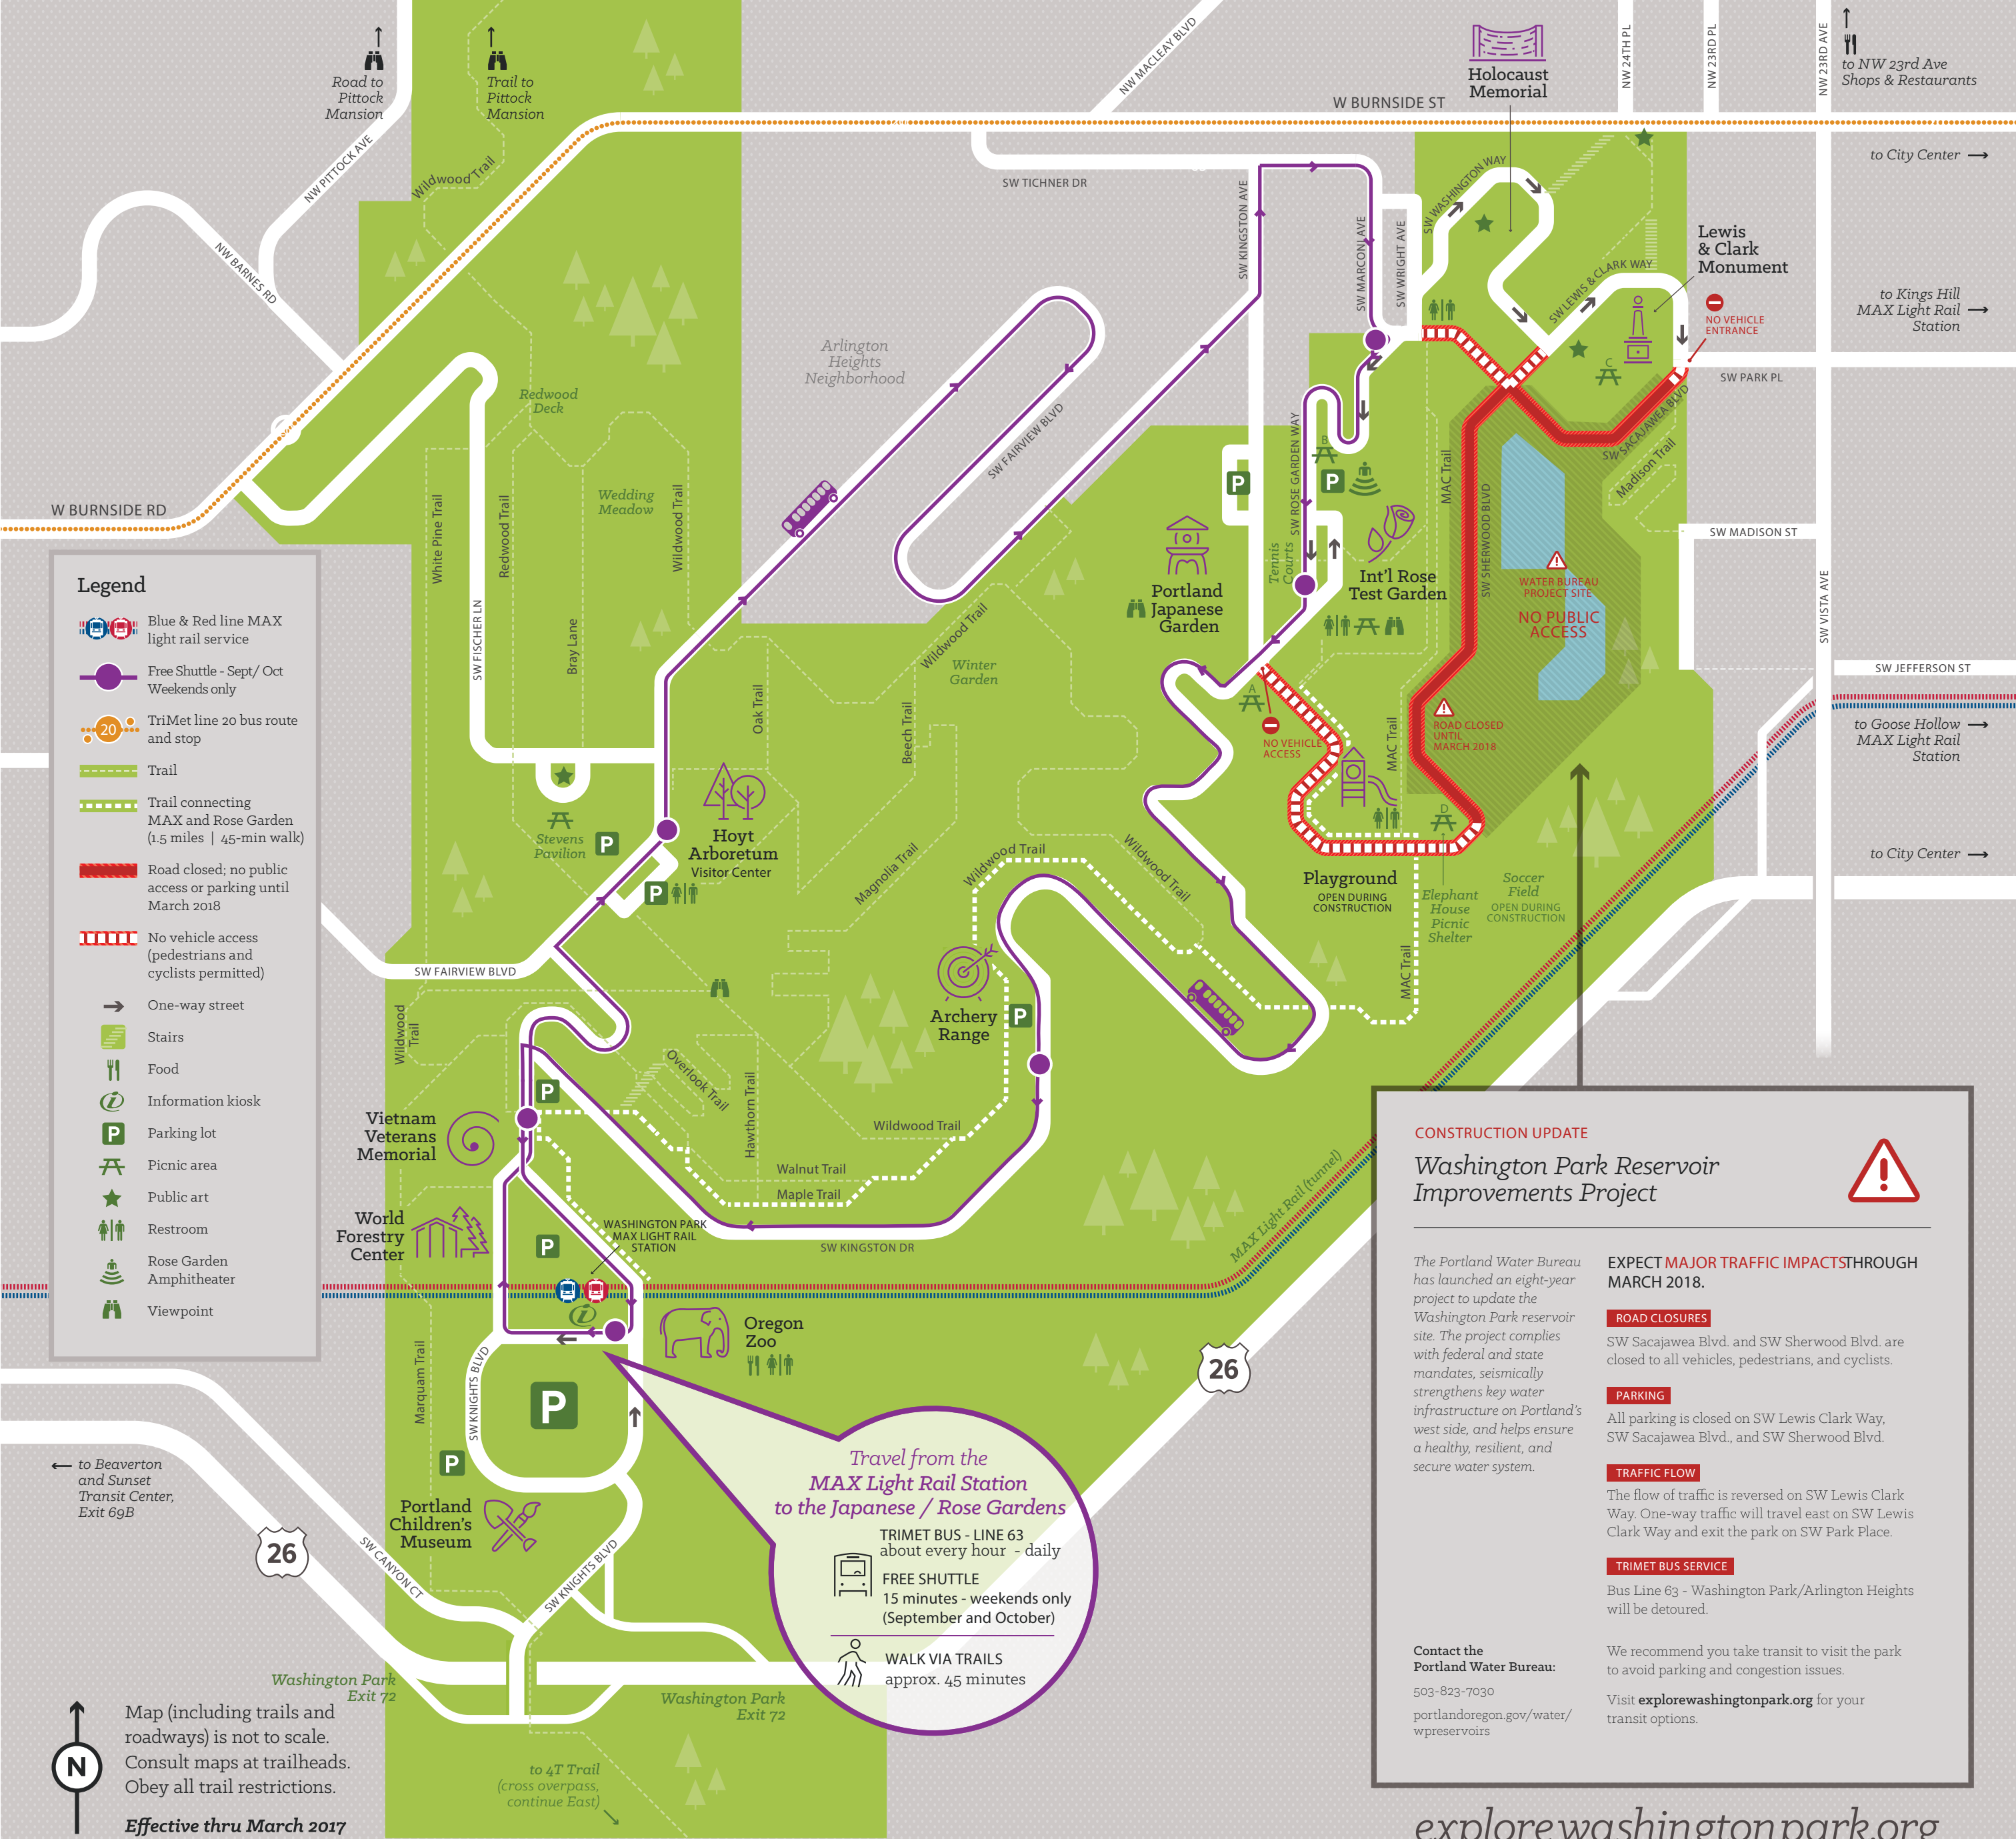 Road to
Pittock
Mansion
Trail to
Pittock
Mansion
NW MACLEAY BLVD
Holocaust
Memorial
NW 24TH PL
NW 23RD PL
NW 23RD AVE
to NW 23rd Ave
Shops & Restaurants
W BURNSIDE ST
NW PITTOCK AVE
Wildwood Trail
SW TICHNER DR
SW KINGSTON AVE
SW MARCONI AVE
SW WRIGHT AVE
SW WASHINGTON WAY
to City Center
NW BARNES RD
Lewis
& Clark
Monument
SW LEWIS & CLARK WAY
NO VEHICLE
ENTRANCE
to Kings Hill
MAX Light Rail
Station
SW PARK PL
Arlington
Heights
Neighborhood
Redwood
Deck
SW FAIRVIEW BLVD
SW ROSE GARDEN WAY
B
C
P
P
MAC Trail
SW SACAJAWEA BLVD
Madison Trail
W BURNSIDE RD
White Pine Trail
Redwood Trail
Wedding
Meadow
Wildwood Trail
SW SHERWOOD BLVD
SW MADISON ST
Tennis
Courts
Int'l Rose
Test Garden
WATER BUREAU
PROJECT SITE
NO PUBLIC
ACCESS
SW VISTA AVE
Portland
Japanese
Garden
Legend
Blue & Red line MAX
light rail service
Free Shuttle - Sept/ Oct
Weekends only
20
TriMet line 20 bus route
and stop
Trail
Trail connecting
MAX and Rose Garden
(1.5 miles | 45-min walk)
Road closed; no public
access or parking until
March 2018
No vehicle access
(pedestrians and
cyclists permitted)
One-way street
Stairs
Food
Information kiosk
P
Parking lot
Picnic area
Public art
Restroom
Rose Garden
Amphitheater
Viewpoint
SW FISCHER LN
Bray Lane
Wildwood Trail
Winter
Garden
Oak Trail
Beech Trail
A
NO VEHICLE
ACCESS
MAC Trail
ROAD CLOSED
UNTIL
MARCH 2018
SW JEFFERSON ST
to Goose Hollow
MAX Light Rail
Station
Stevens
Pavilion
P
Hoyt
Arboretum
Visitor Center
P
D
Magnolia Trail
Wildwood Trail
Wildwood Trail
Playground
OPEN DURING
CONSTRUCTION
Elephant
House
Picnic
Shelter
Soccer
Field
OPEN DURING
CONSTRUCTION
to City Center
SW FAIRVIEW BLVD
MAC Trail
Wildwood
Trail
Archery
Range
P
Overlook Trail
Hawthorn Trail
P
Vietnam
Veterans
Memorial
Wildwood Trail
Walnut Trail
Maple Trail
World
Forestry
Center
P
WASHINGTON PARK
MAX LIGHT RAIL
STATION
SW KINGSTON DR
MAX Light Rail (tunnel)
Oregon
Zoo
26
SW KNIGHTS BLVD
Marquam Trail
P
P
to Beaverton
and Sunset
Transit Center,
Exit 69B
26
Portland
Children's
Museum
SW CANYON CT
SW KNIGHTS BLVD
Travel from the
MAX Light Rail Station
to the Japanese / Rose Gardens
TRIMET BUS - LINE 63
about every hour - daily
FREE SHUTTLE
15 minutes - weekends only
(September and October)
WALK VIA TRAILS
approx. 45 minutes
Washington Park
Exit 72
Washington Park
Exit 72
to 4T Trail
(cross overpass,
continue East)
N
Map (including trails and
roadways) is not to scale.
Consult maps at trailheads.
Obey all trail restrictions.
Effective thru March 2017
CONSTRUCTION UPDATE
Washington Park Reservoir
Improvements Project
The Portland Water Bureau
has launched an eight-year
project to update the
Washington Park reservoir
site. The project complies
with federal and state
mandates, seismically
strengthens key water
infrastructure on Portland's
west side, and helps ensure
a healthy, resilient, and
secure water system.
EXPECT MAJOR TRAFFIC IMPACTS THROUGH
MARCH 2018.
ROAD CLOSURES
SW Sacajawea Blvd. and SW Sherwood Blvd. are
closed to all vehicles, pedestrians, and cyclists.
PARKING
All parking is closed on SW Lewis Clark Way,
SW Sacajawea Blvd., and SW Sherwood Blvd.
TRAFFIC FLOW
The flow of traffic is reversed on SW Lewis Clark
Way. One-way traffic will travel east on SW Lewis
Clark Way and exit the park on SW Park Place.
TRIMET BUS SERVICE
Bus Line 63 - Washington Park/Arlington Heights
will be detoured.
Contact the
Portland Water Bureau:
503-823-7030
portlandoregon.gov/water/
wpreservoirs
We recommend you take transit to visit the park
to avoid parking and congestion issues.
Visit explorewashingtonpark.org for your
transit options.
explorewashingtonpark.org